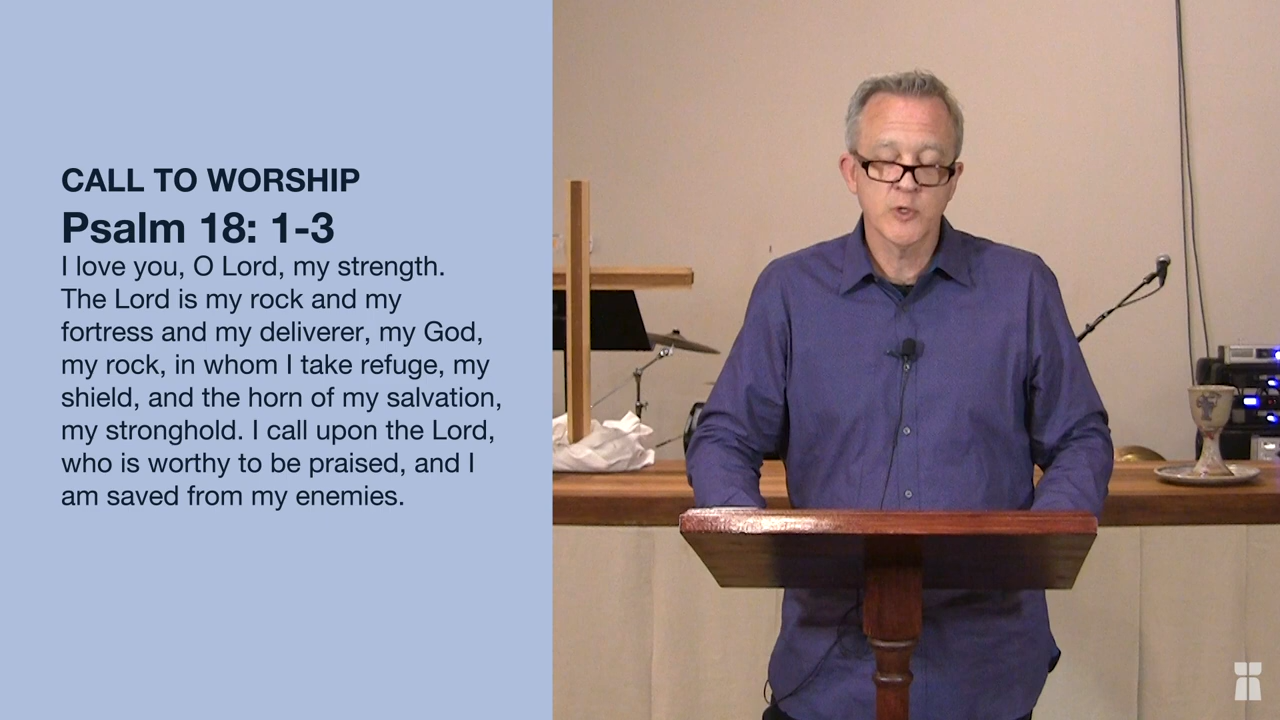 CALL TO WORSHIP
Psalm 18: 1-3
I love you, O Lord, my strength.
The Lord is my rock and my
fortress and my deliverer, my God,
my rock, in whom I take refuge, my
shield, and the horn of my salvation,
my stronghold. I call upon the Lord,
who is worthy to be praised, and I
am saved from my enemies.